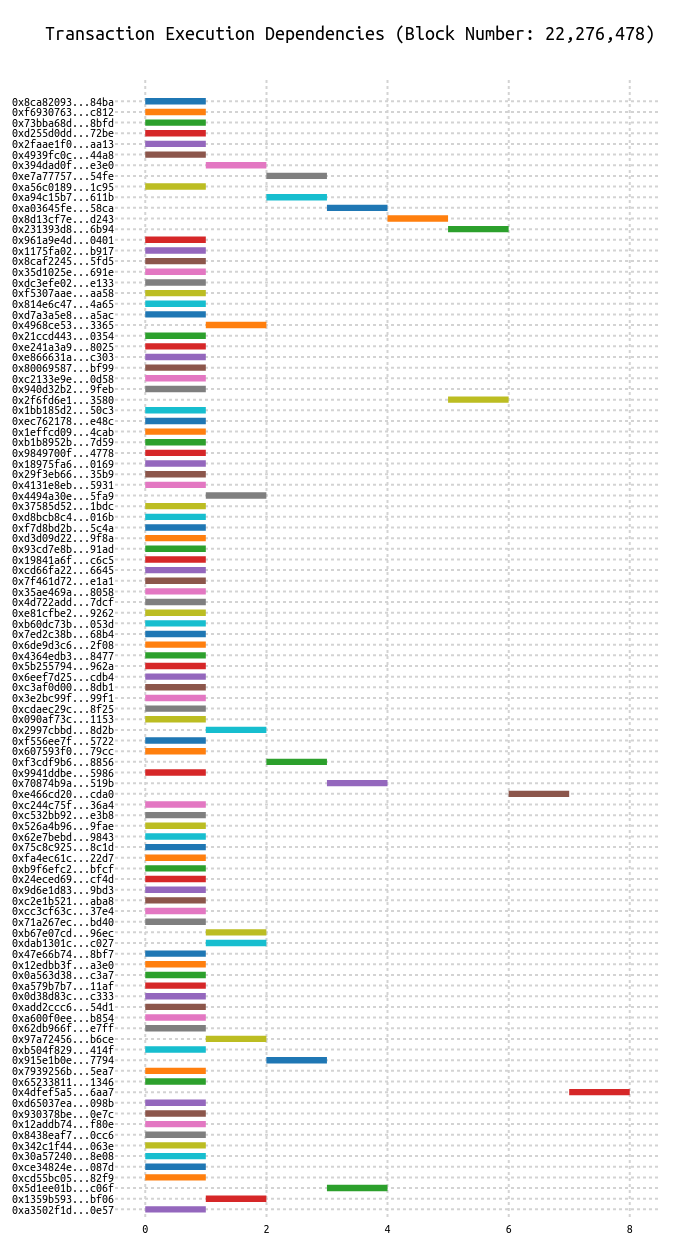 Transaction Execution Dependencies (Block Number: 22,276,478)
0x8ca82093...84ba
0xf6930763...c812
0x73bba68d...8bfd
0xd255d0dd...72be
0x2faae1f0...aa13
0x4939fc0c...44a8
0x394dad0f...e3e0
0xe7a77757...54fe
0xa56c0189...1c95
0xa94c15b7...611b
0xa03645fe...58ca
0x8d13cf7e...d243
0x231393d8...6b94
0x961a9e4d...0401
0x1175fa02...b917
0x8caf2245...5fd5
0x35d1025e...691e
0xdc3efe02...e133
0xf5307aae...aa58
0x814e6c47...4a65
0xd7a3a5e8...a5ac
0x4968ce53...3365
0x21ccd443...0354
0xe241a3a9...8025
0xe866631a...c303
0x80069587...bf99
0xc2133e9e...0d58
0x940d32b2...9feb
0x2f6fd6e1...3580
0x1bb185d2...50c3
0xec762178...e48c
0x1effcd09...4cab
0xb1b8952b...7d59
0x9849700f...4778
0x18975fa6...0169
0x29f3eb66...35b9
0x4131e8eb...5931
0x4494a30e...5fa9
0x37585d52...1bdc
0xd8bcb8c4...016b
0xf7d8bd2b...5c4a
0xd3d09d22...9f8a
0x93cd7e8b...91ad
0x19841a6f...c6c5
0xcd66fa22...6645
0x7f461d72...e1a1
0x35ae469a...8058
0x4d722add...7dcf
0xe81cfbe2...9262
0xb60dc73b...053d
0x7ed2c38b...68b4
0x6de9d3c6...2f08
0x4364edb3...8477
0x5b255794...962a
0x6eef7d25...cdb4
0xc3af0d00...8db1
0x3e2bc99f...99f1
0xcdaec29c...8f25
0x090af73c...1153
0x2997cbbd...8d2b
0xf556ee7f...5722
0x607593f0...79cc
0xf3cdf9b6...8856
0x9941ddbe...5986
0x70874b9a...519b
0xe466cd20...cda0
0xc244c75f...36a4
0xc532bb92...e3b8
0x526a4b96...9fae
0x62e7bebd...9843
0x75c8c925...8c1d
0xfa4ec61c...22d7
0xb9f6efc2...bfcf
0x24eced69...cf4d
0x9d6e1d83...9bd3
0xc2e1b521...aba8
0xcc3cf63c...37e4
0x71a267ec...bd40
0xb67e07cd...96ec
0xdab1301c...c027
0x47e66b74...8bf7
0x12edbb3f...a3e0
0x0a563d38...c3a7
0xa579b7b7...11af
0x0d38d83c...c333
0xadd2ccc6...54d1
0xa600f0ee...b854
0x62db966f...e7ff
0x97a72456...b6ce
0xb504f829...414f
0x915e1b0e...7794
0x7939256b...5ea7
0x65233811...1346
0x4dfef5a5...6aa7
0xd65037ea...098b
0x930378be...0e7c
0x12addb74...f80e
0x8438eaf7...0cc6
0x342c1f44...063e
0x30a57240...8e08
0xce34824e...087d
0xcd55bc05...82f9
0x5d1ee01b...c06f
0x1359b593...bf06
0xa3502f1d...0e57
0 2 4 6 8